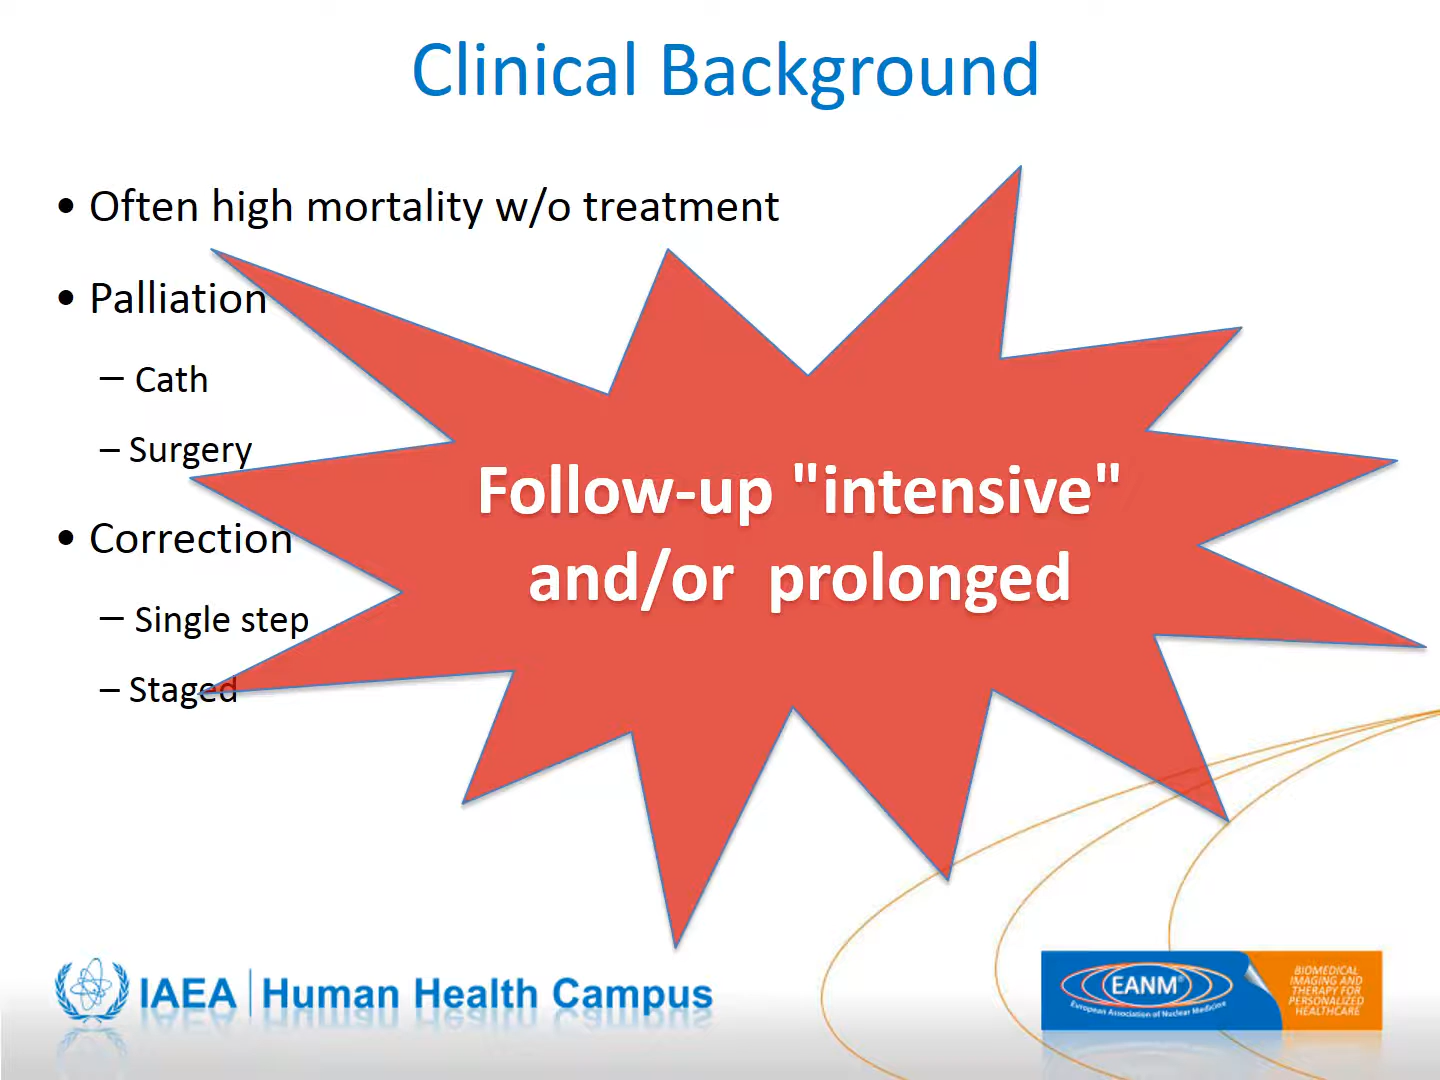 Clinical Background
• Often high mortality w/o treatment
• Palliation
– Cath
– Surgery
• Correction
– Single step
– Staged
Follow-up "intensive"
and/or prolonged
IAEA | Human Health Campus
EANM®
European Association of Nuclear Medicine
BIOMEDICAL
IMAGING AND
THERAPY FOR
PERSONALIZED
HEALTHCARE